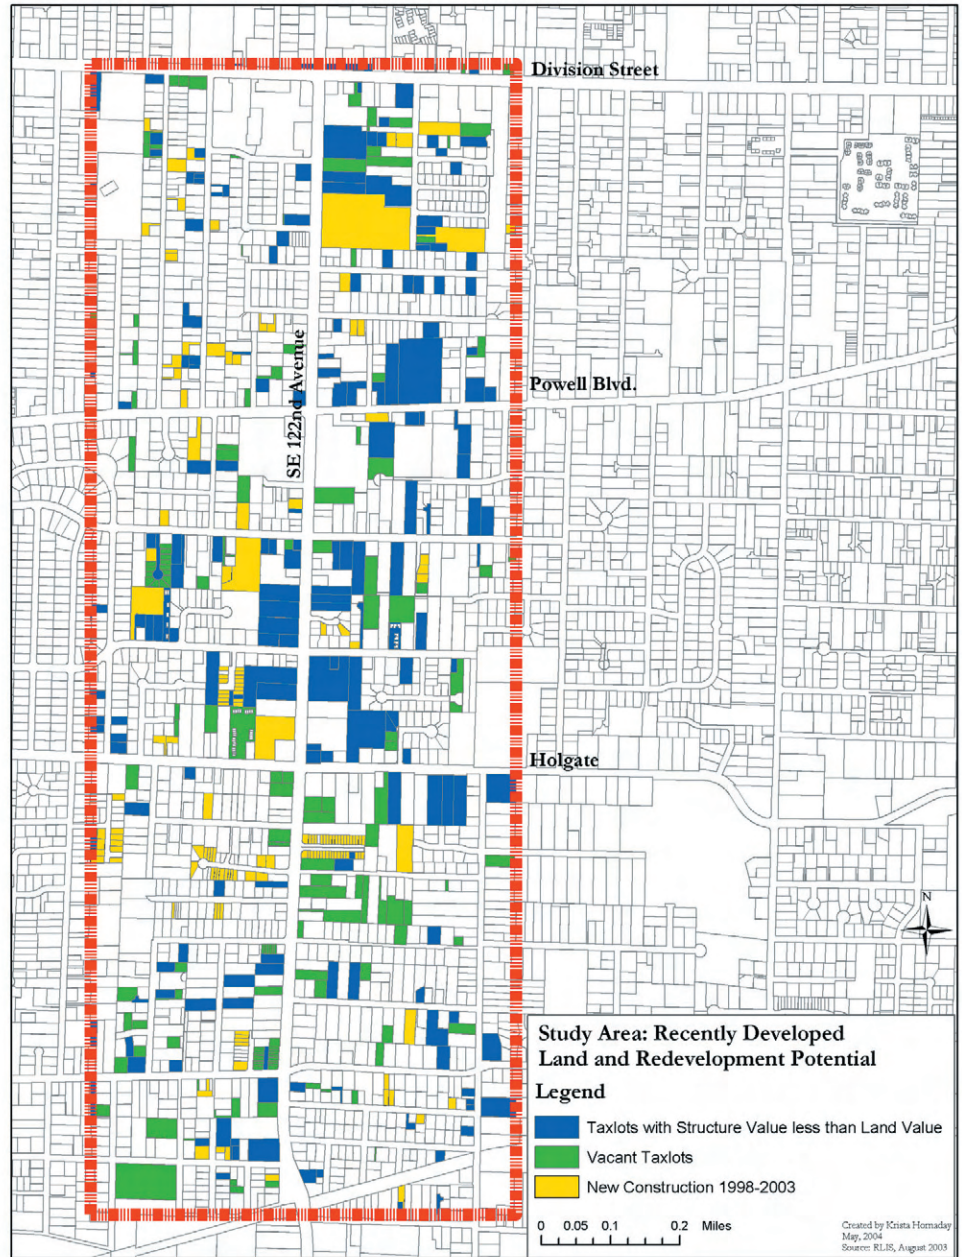 Division Street
SE 122nd Avenue
Powell Blvd.
Holgate
N
Study Area: Recently Developed
Land and Redevelopment Potential
Legend
Taxlots with Structure Value less than Land Value
Vacant Taxlots
New Construction 1998-2003
0 0.05 0.1 0.2 Miles
Created by Krista Hornaday
May, 2004
Source: RLIS, August 2003